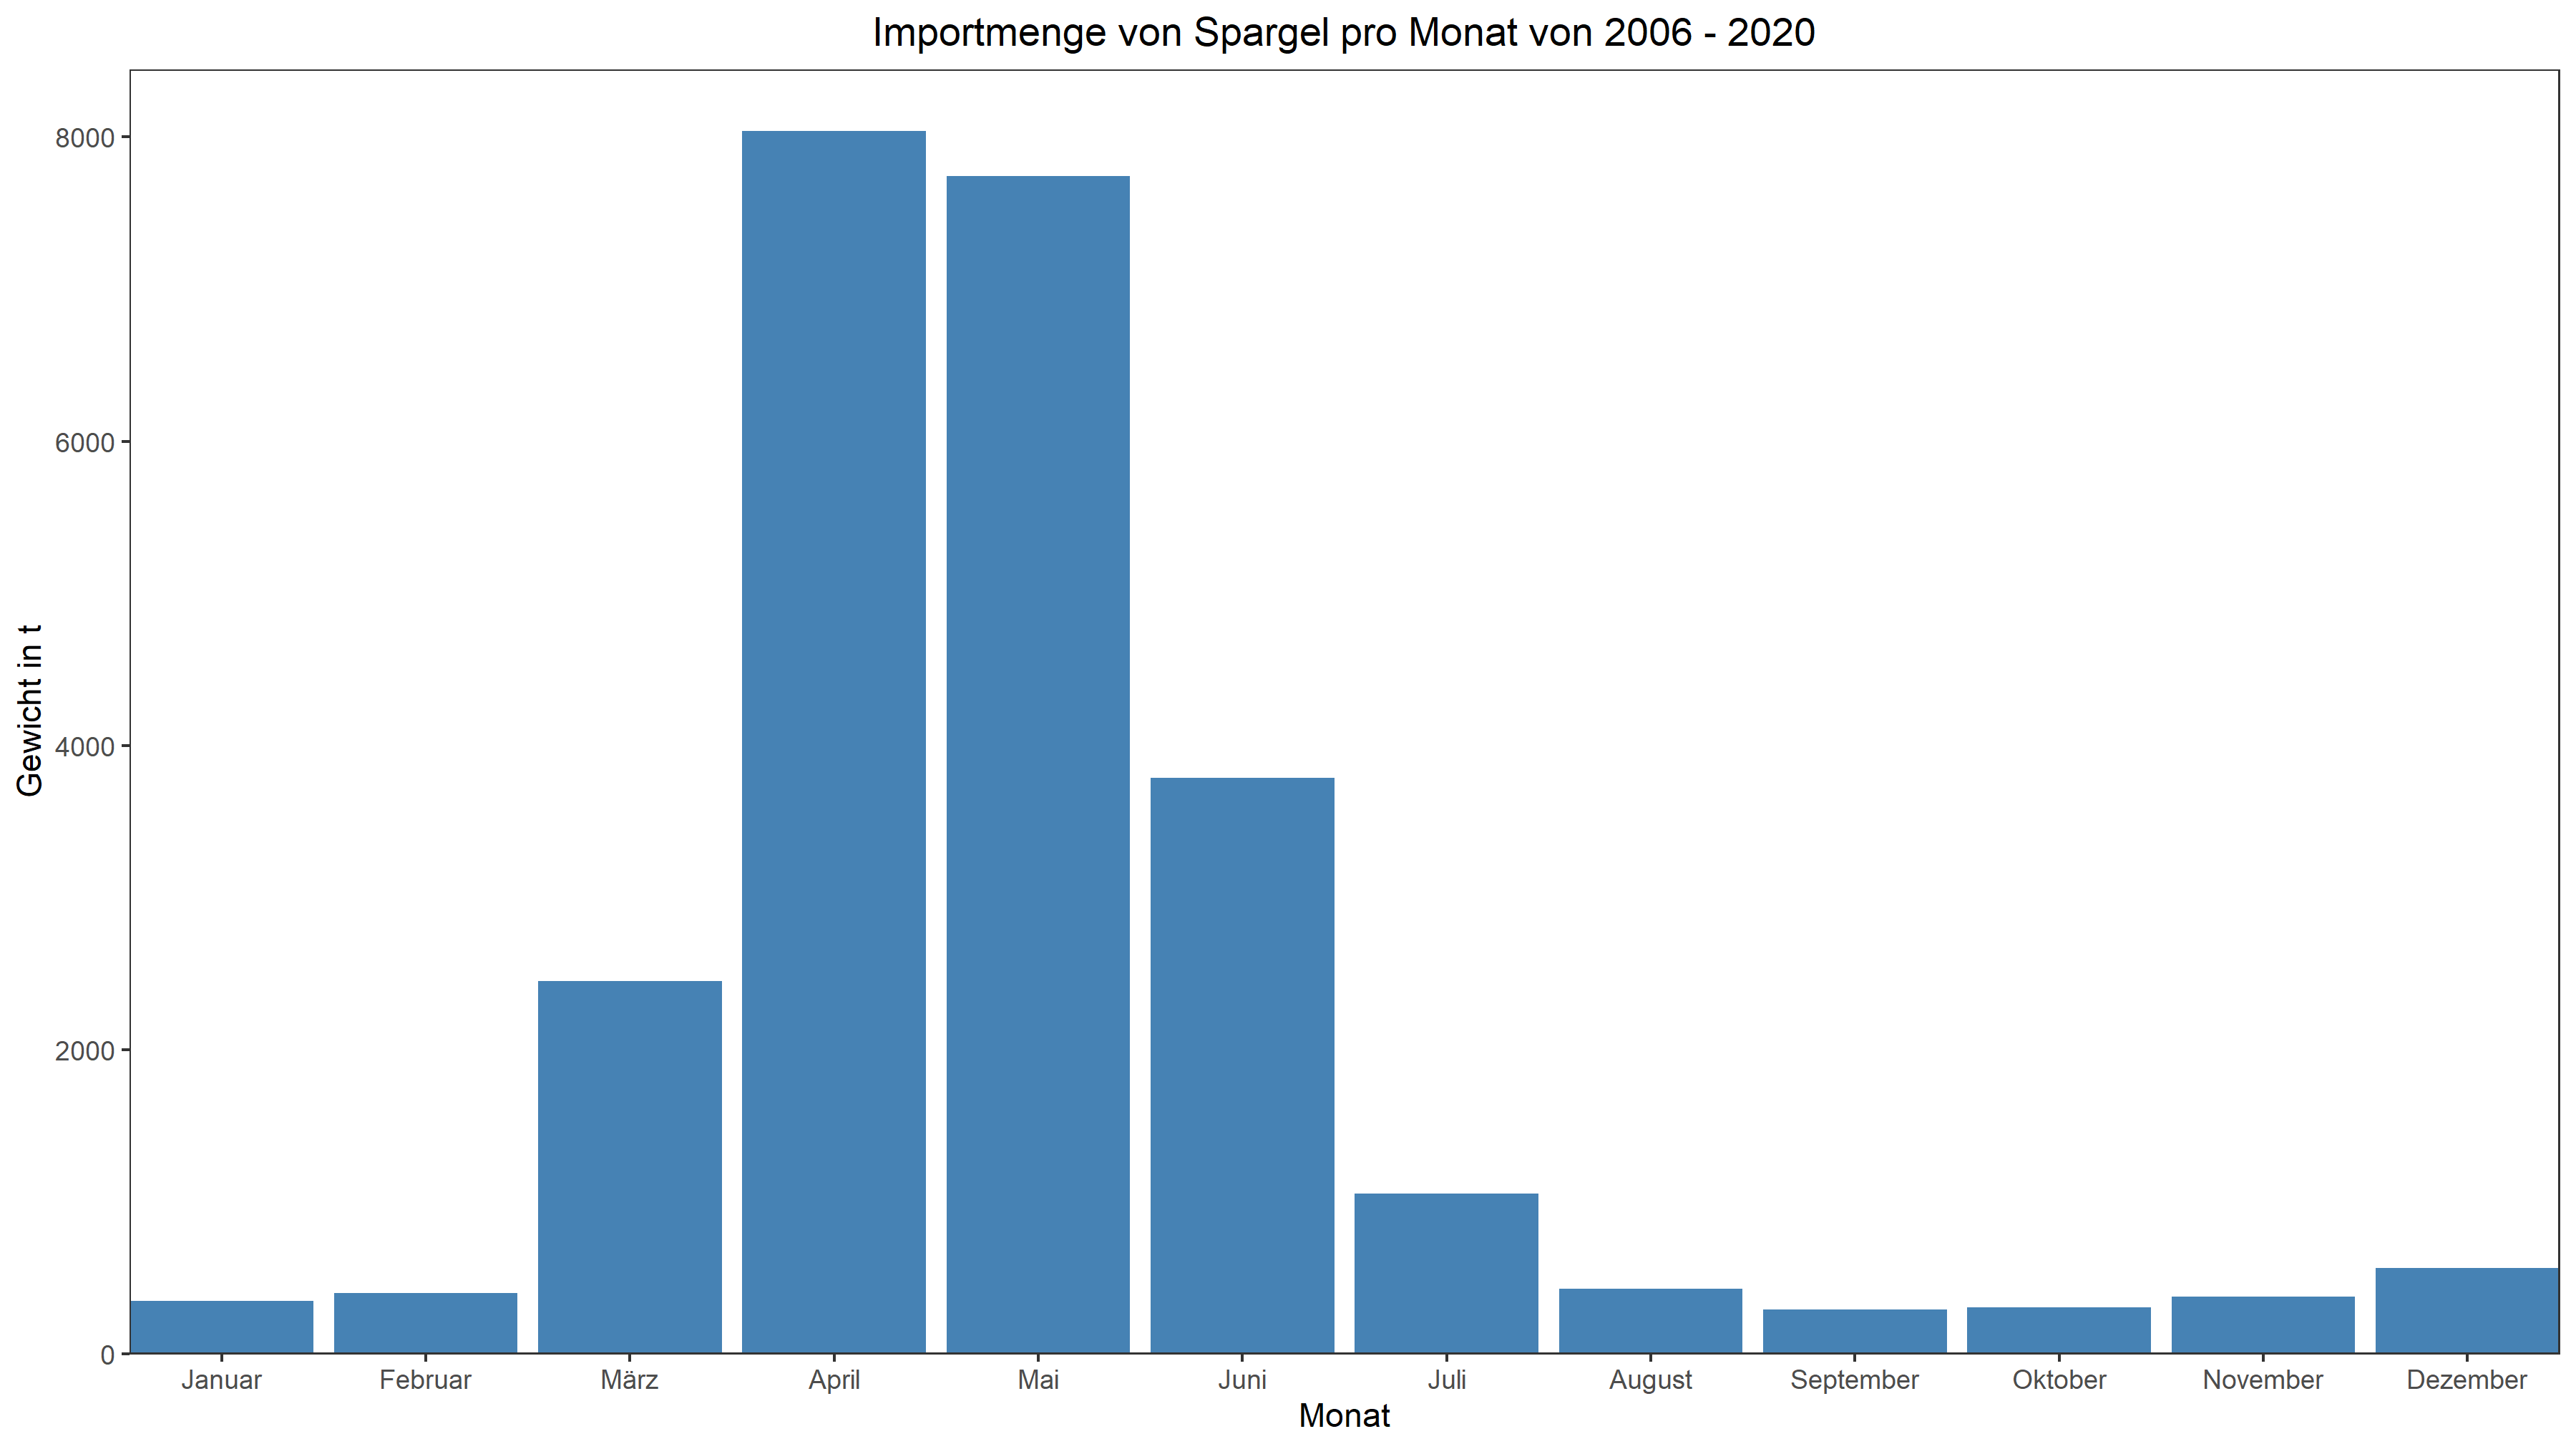 Importmenge von Spargel pro Monat von 2006 - 2020
Gewicht in t
8000
6000
4000
2000
0
Januar Februar März April Mai Juni Juli August September Oktober November Dezember
Monat